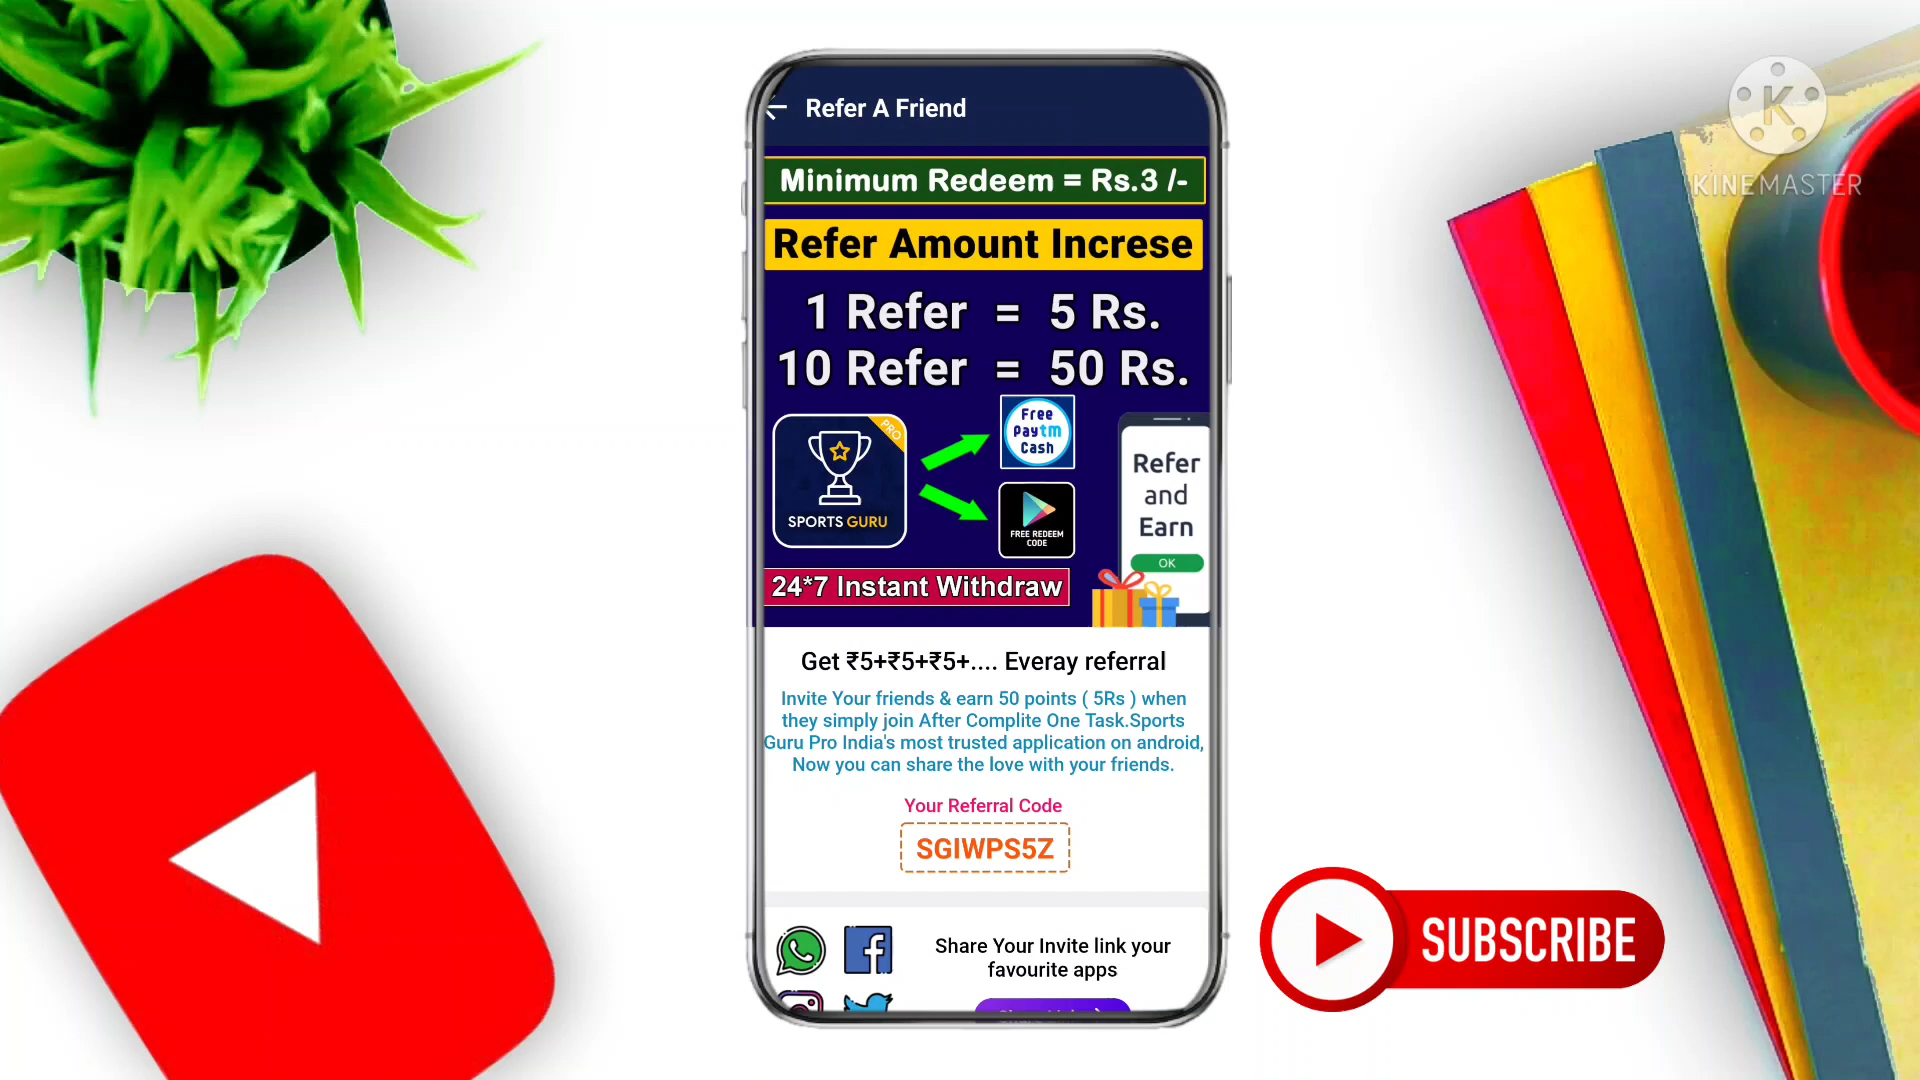 Refer A Friend
Minimum Redeem = Rs.3 /-
Refer Amount Increse
1 Refer = 5 Rs.
10 Refer = 50 Rs.
PRO
SPORTS GURU
Free
Paytm
Cash
FREE REDEEM
CODE
Refer
and
Earn
OK
24*7 Instant Withdraw
Get ₹5+₹5+₹5+.... Everay referral
Invite Your friends & earn 50 points ( 5Rs ) when
they simply join After Complite One Task.Sports
Guru Pro India's most trusted application on android,
Now you can share the love with your friends.
Your Referral Code
SGIWPS5Z
Share Your Invite link your
favourite apps
SUBSCRIBE
K
KINEMASTER